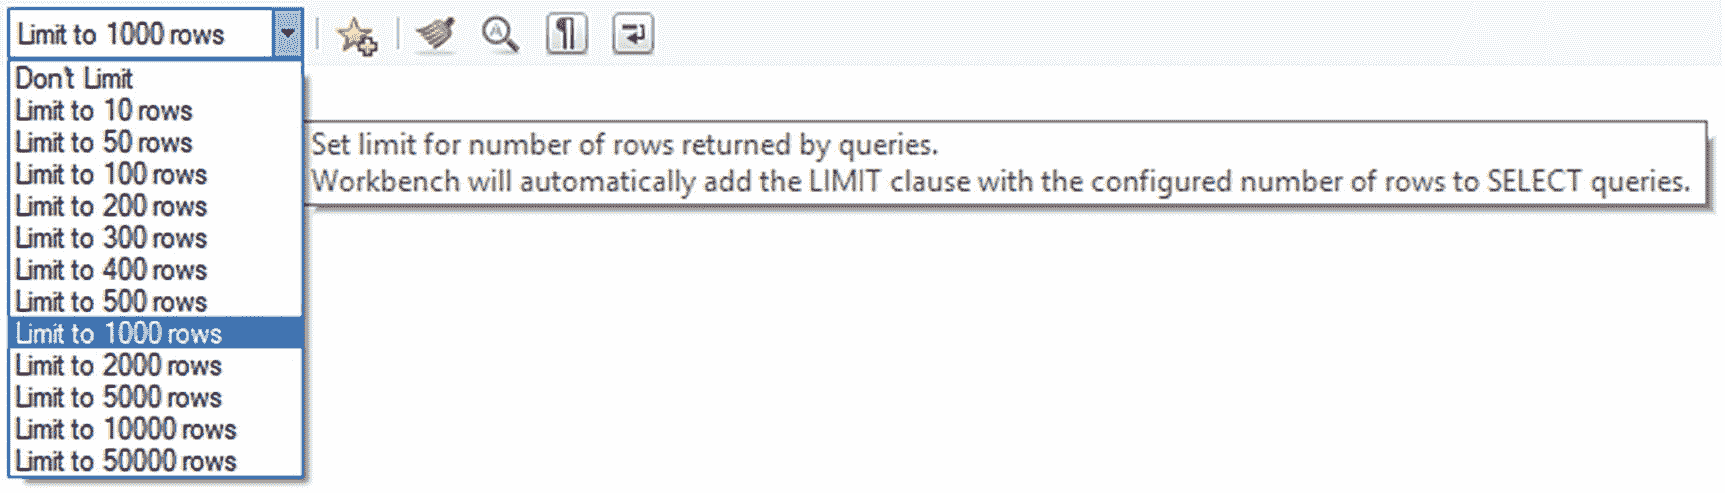 Limit to 1000 rows
Don't Limit
Limit to 10 rows
Limit to 50 rows
Limit to 100 rows
Limit to 200 rows
Limit to 300 rows
Limit to 400 rows
Limit to 500 rows
Limit to 1000 rows
Limit to 2000 rows
Limit to 5000 rows
Limit to 10000 rows
Limit to 50000 rows
Set limit for number of rows returned by queries.
Workbench will automatically add the LIMIT clause with the configured number of rows to SELECT queries.